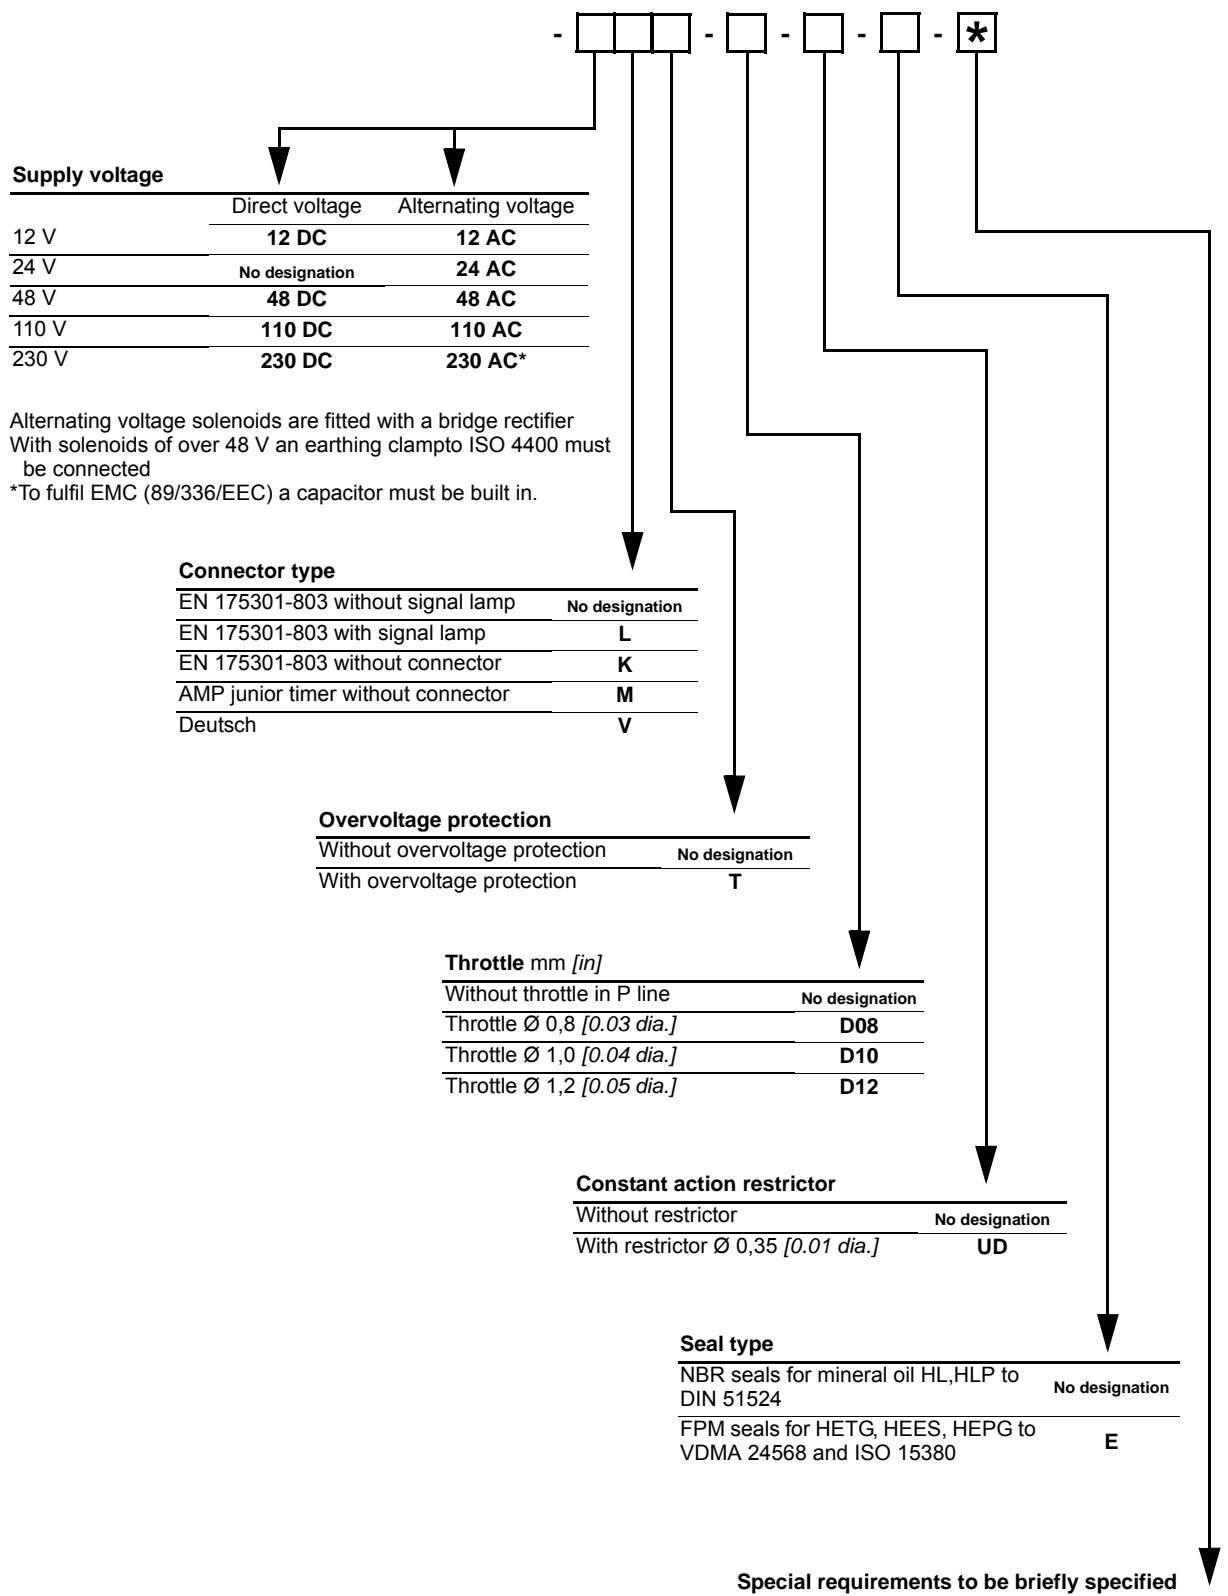 - - - - *
Supply voltage
Direct voltage Alternating voltage
12 V 12 DC 12 AC
24 V No designation 24 AC
48 V 48 DC 48 AC
110 V 110 DC 110 AC
230 V 230 DC 230 AC*
Alternating voltage solenoids are fitted with a bridge rectifier
With solenoids of over 48 V an earthing clampto ISO 4400 must
be connected
*To fulfil EMC (89/336/EEC) a capacitor must be built in.
Connector type
EN 175301-803 without signal lamp No designation
EN 175301-803 with signal lamp L
EN 175301-803 without connector K
AMP junior timer without connector M
Deutsch V
Overvoltage protection
Without overvoltage protection No designation
With overvoltage protection T
Throttle mm [in]
Without throttle in P line No designation
Throttle Ø 0,8 [0.03 dia.] D08
Throttle Ø 1,0 [0.04 dia.] D10
Throttle Ø 1,2 [0.05 dia.] D12
Constant action restrictor
Without restrictor No designation
With restrictor Ø 0,35 [0.01 dia.] UD
Seal type
NBR seals for mineral oil HL,HLP to
DIN 51524 No designation
FPM seals for HETG, HEES, HEPG to
VDMA 24568 and ISO 15380 E
Special requirements to be briefly specified